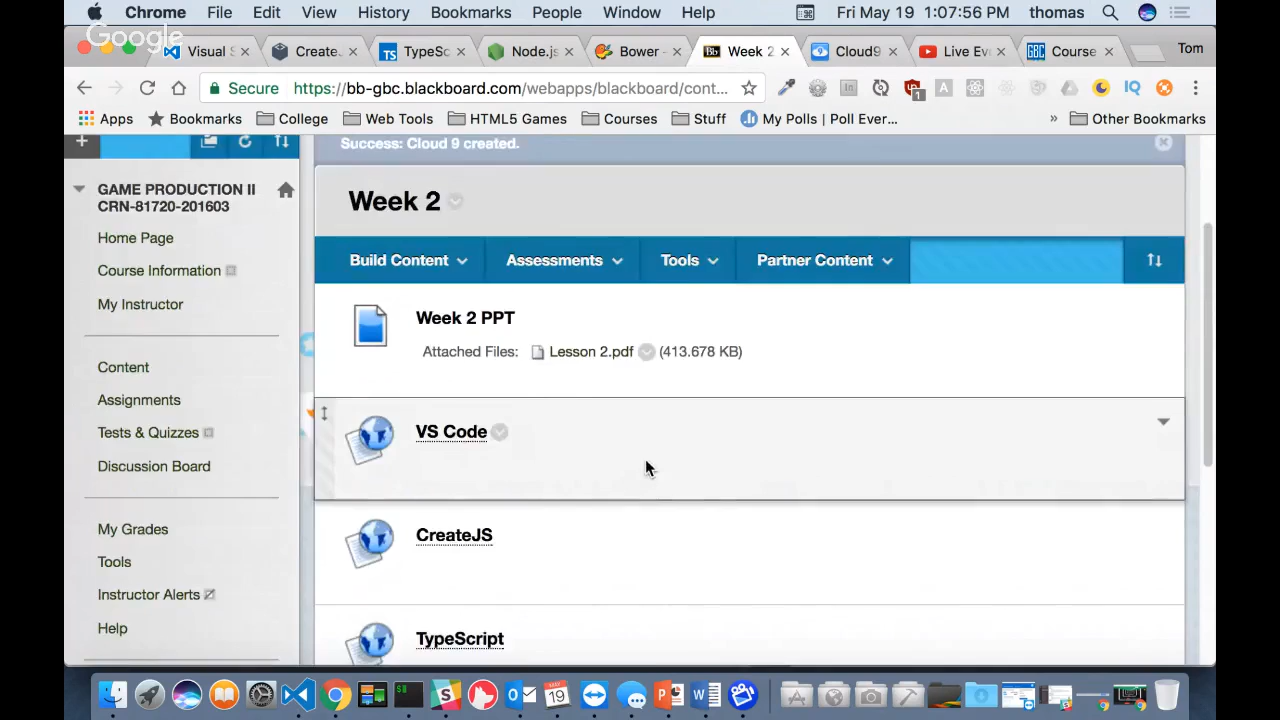 Chrome File Edit View History Bookmarks People Window Help Fri May 19 1:07:56 PM thomas
Google
Visual S Create. TypeSc Node.js Bower - Week 2 Cloud9 Live Ev Course Tom
Secure https://bb-gbc.blackboard.com/webapps/blackboard/cont...
Apps Bookmarks College Web Tools HTML5 Games Courses Stuff My Polls | Poll Ever... » Other Bookmarks
Success: Cloud 9 created.
GAME PRODUCTION II
CRN-81720-201603
Home Page
Course Information
My Instructor
Content
Assignments
Tests & Quizzes
Discussion Board
My Grades
Tools
Instructor Alerts
Help
Week 2
Build Content Assessments Tools Partner Content
Week 2 PPT
Attached Files: Lesson 2.pdf (413.678 KB)
VS Code
CreateJS
TypeScript